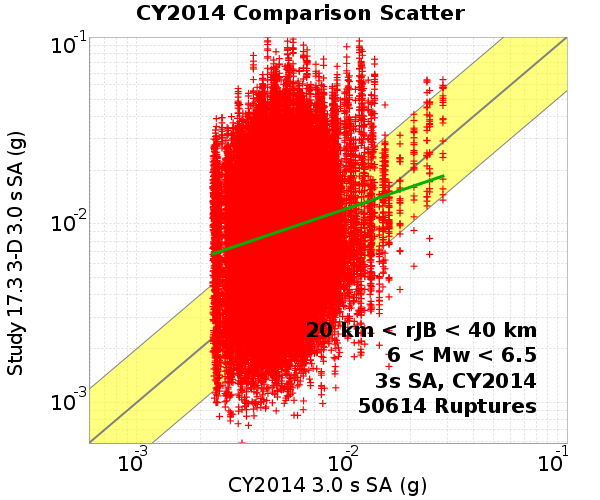 CY2014 Comparison Scatter
10-1
10-2
10-3
Study 17.3 3-D 3.0 s SA (g)
20 km < rJB < 40 km
6 < Mw < 6.5
3s SA, CY2014
50614 Ruptures
10-3 10-2 10-1
CY2014 3.0 s SA (g)